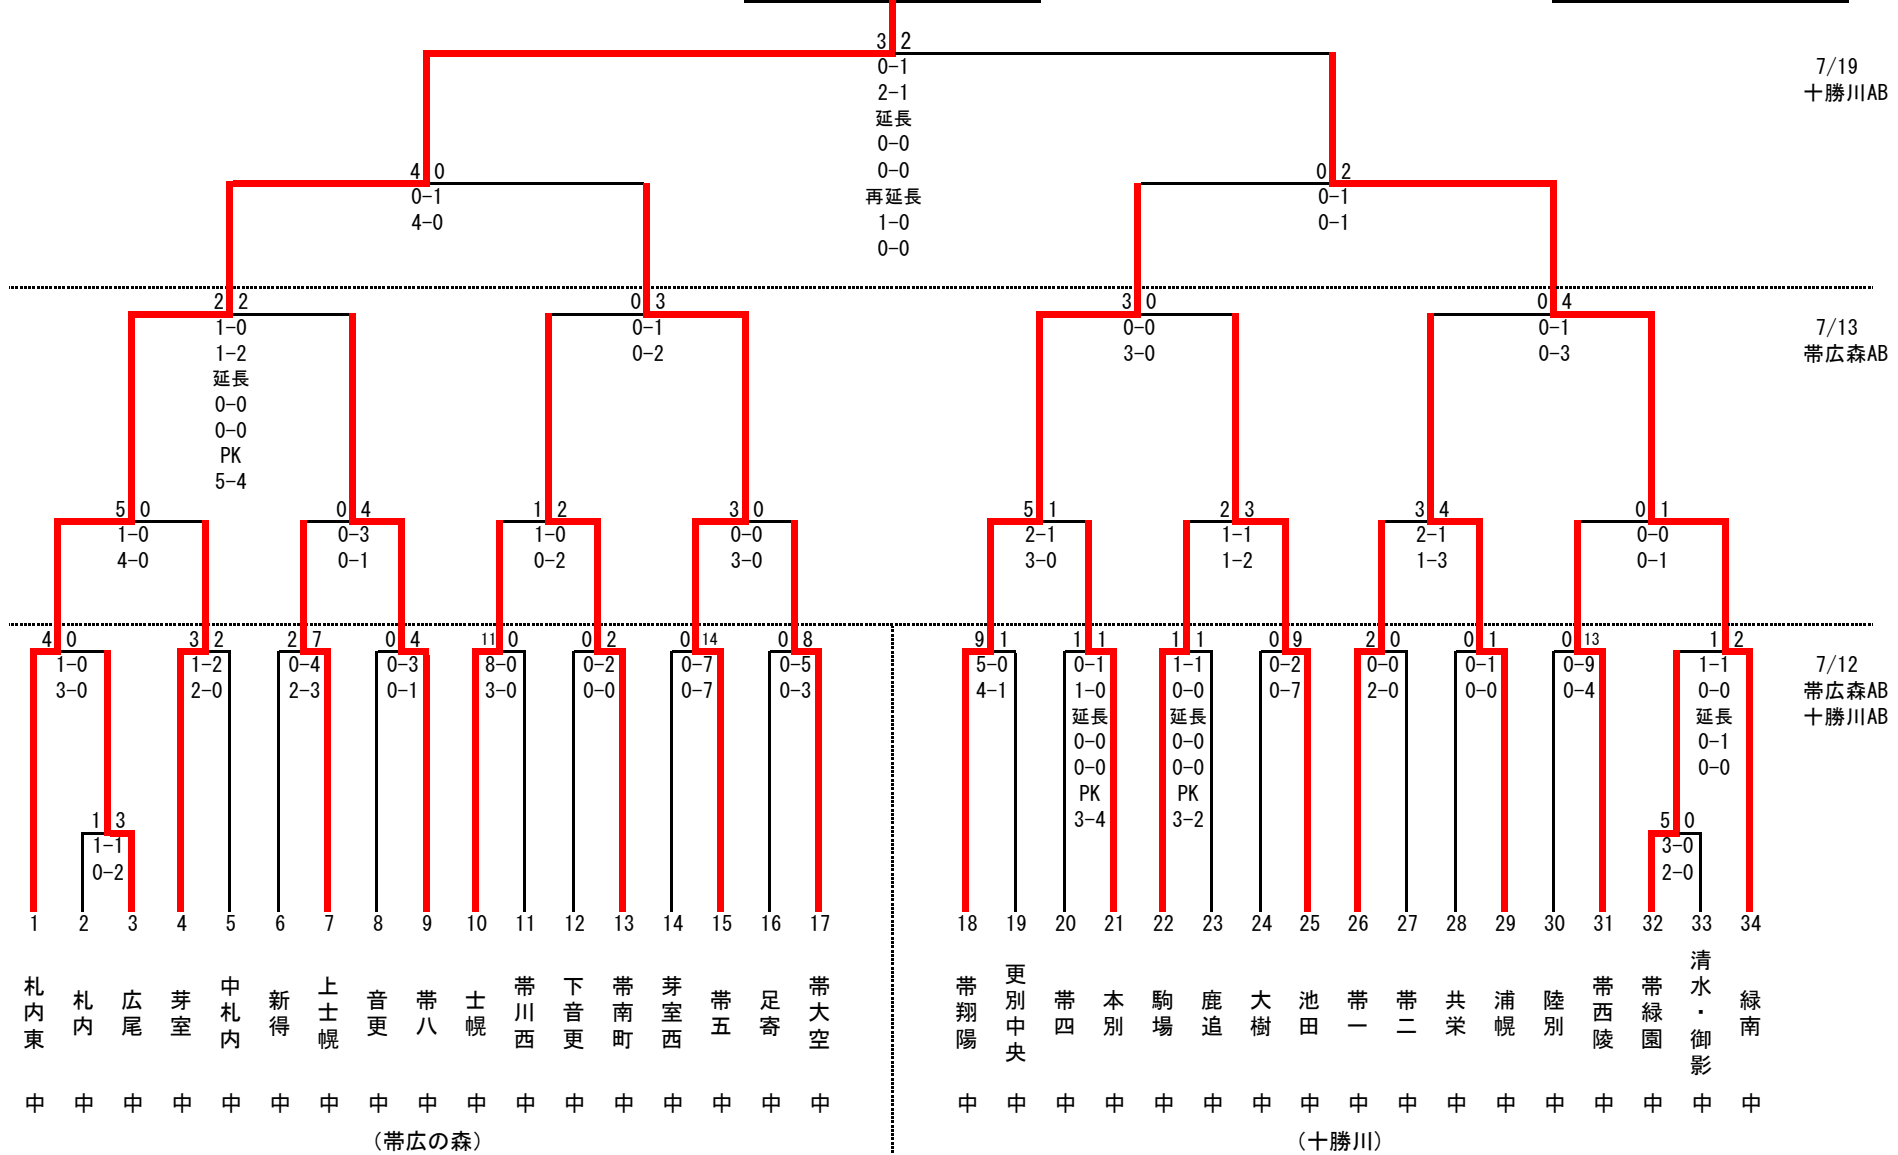 3 2
0-1
2-1
延長
0-0
0-0
再延長
1-0
0-0
7/19
十勝川AB
4 0
0-1
4-0
0 2
0-1
0-1
2 2
1-0
1-2
延長
0-0
0-0
PK
5-4
0 3
0-1
0-2
3 0
0-0
3-0
0 4
0-1
0-3
7/13
帯広森AB
5 0
1-0
4-0
0 4
0-3
0-1
1 2
1-0
0-2
3 0
0-0
3-0
5 1
2-1
3-0
2 3
1-1
1-2
3 4
2-1
1-3
0 1
0-0
0-1
4 0
1-0
3-0
3 2
1-2
2-0
2 7
0-4
2-3
0 4
0-3
0-1
11 0
8-0
3-0
0 2
0-2
0-0
0 14
0-7
0-7
0 8
0-5
0-3
9 1
5-0
4-1
1 1
0-1
1-0
延長
0-0
0-0
PK
3-4
1 1
1-1
0-0
延長
0-0
0-0
PK
3-2
0 9
0-2
0-7
2 0
0-0
2-0
0 1
0-1
0-0
0 13
0-9
0-4
1 2
1-1
0-0
延長
0-1
0-0
7/12
帯広森AB
十勝川AB
1 3
1-1
0-2
5 0
3-0
2-0
1 2 3 4 5 6 7 8 9 10 11 12 13 14 15 16 17 18 19 20 21 22 23 24 25 26 27 28 29 30 31 32 33 34
札内東中
札内中
広尾中
芽室中
中札内中
新得中
上士幌中
音更中
帯八中
士幌中
帯川西中
下音更中
帯南町中
芽室西中
帯五中
足寄中
帯大空中
帯翔陽中
更別中央中
帯四中
本別中
駒場中
鹿追中
大樹中
池田中
帯一中
帯二中
共栄中
浦幌中
陸別中
帯西陵中
帯緑園中
清水・御影中
緑南中
（帯広の森）
（十勝川）